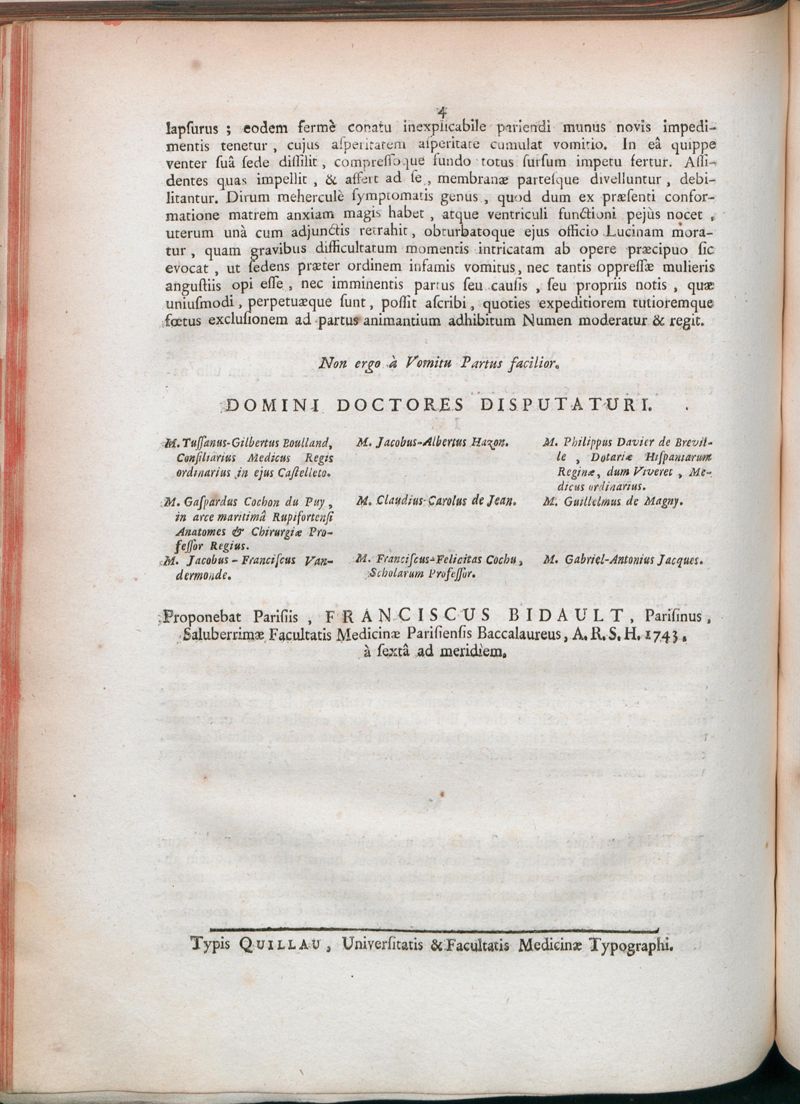 4
lapſurus ; eodem fermè conatu inexplicabile pariendi munus novis impedi-
mentis tenetur , cujus aſperitatem aſperitate cumulat vomitio. In eâ quippe
venter ſuâ ſede diſſilit , compreſſoque fundo totus ſurſum impetu fertur. Aſſi-
dentes quas impellit , & affert ad ſe , membranæ parteſque divelluntur , debi-
litantur. Dirum meherculè ſymptomatis genus , quod dum ex præſenti confor-
matione matrem anxiam magis habet , atque ventriculi functioni pejùs nocet ,
uterum unà cum adjunctis retrahit , obturbatoque ejus officio Lucinam mora-
tur , quam gravibus difficultatum momentis intricatam ab opere præcipuo ſic
evocat , ut ſedens præter ordinem infamis vomitus , nec tantis oppreſſæ mulieris
anguſtiis opi eſſe , nec imminentis partus ſeu cauſis , ſeu propriis notis , quæ
uniuſmodi , perpetuæque ſunt , poſſit aſcribi , quoties expeditiorem tutioremque
fœtus excluſionem ad partus animantium adhibitum Numen moderatur & regit.
Non ergo à Vomitu Partus facilior.
DOMINI DOCTORES DISPUTATURI.
M. Tuſſanus-Gilbertus Boulland,
Conſiliarius Medicus Regis
ordinarius in ejus Caſtelleto.
M. Jacobus-Albertus Hazon.
M. Philippus Davier de Brevil-
le , Dotariæ Hiſpaniarum
Reginæ, dum Viveret , Me-
dicus ordinarius.
M. Gaſpardus Cochon du Puy ,
in arce maritimâ Rupifortenſi
Anatomes & Chirurgiæ Pro-
feſſor Regius.
M. Claudius-Carolus de Jean.
M. Guillelmus de Magny.
M. Jacobus-Franciſcus Van-
dermonde.
M. Franciſcus-Felicitas Cochu ,
Scholarum Profeſſor.
M. Gabriel-Antonius Jacques.
Proponebat Pariſiis , FRANCISCUS BIDAULT, Pariſinus ,
Saluberrimæ Facultatis Medicinæ Pariſienſis Baccalaureus, A. R. S. H. 1743.
à ſextâ ad meridiem.
Typis QUILLAU , Univerſitatis & Facultatis Medicinæ Typographi.